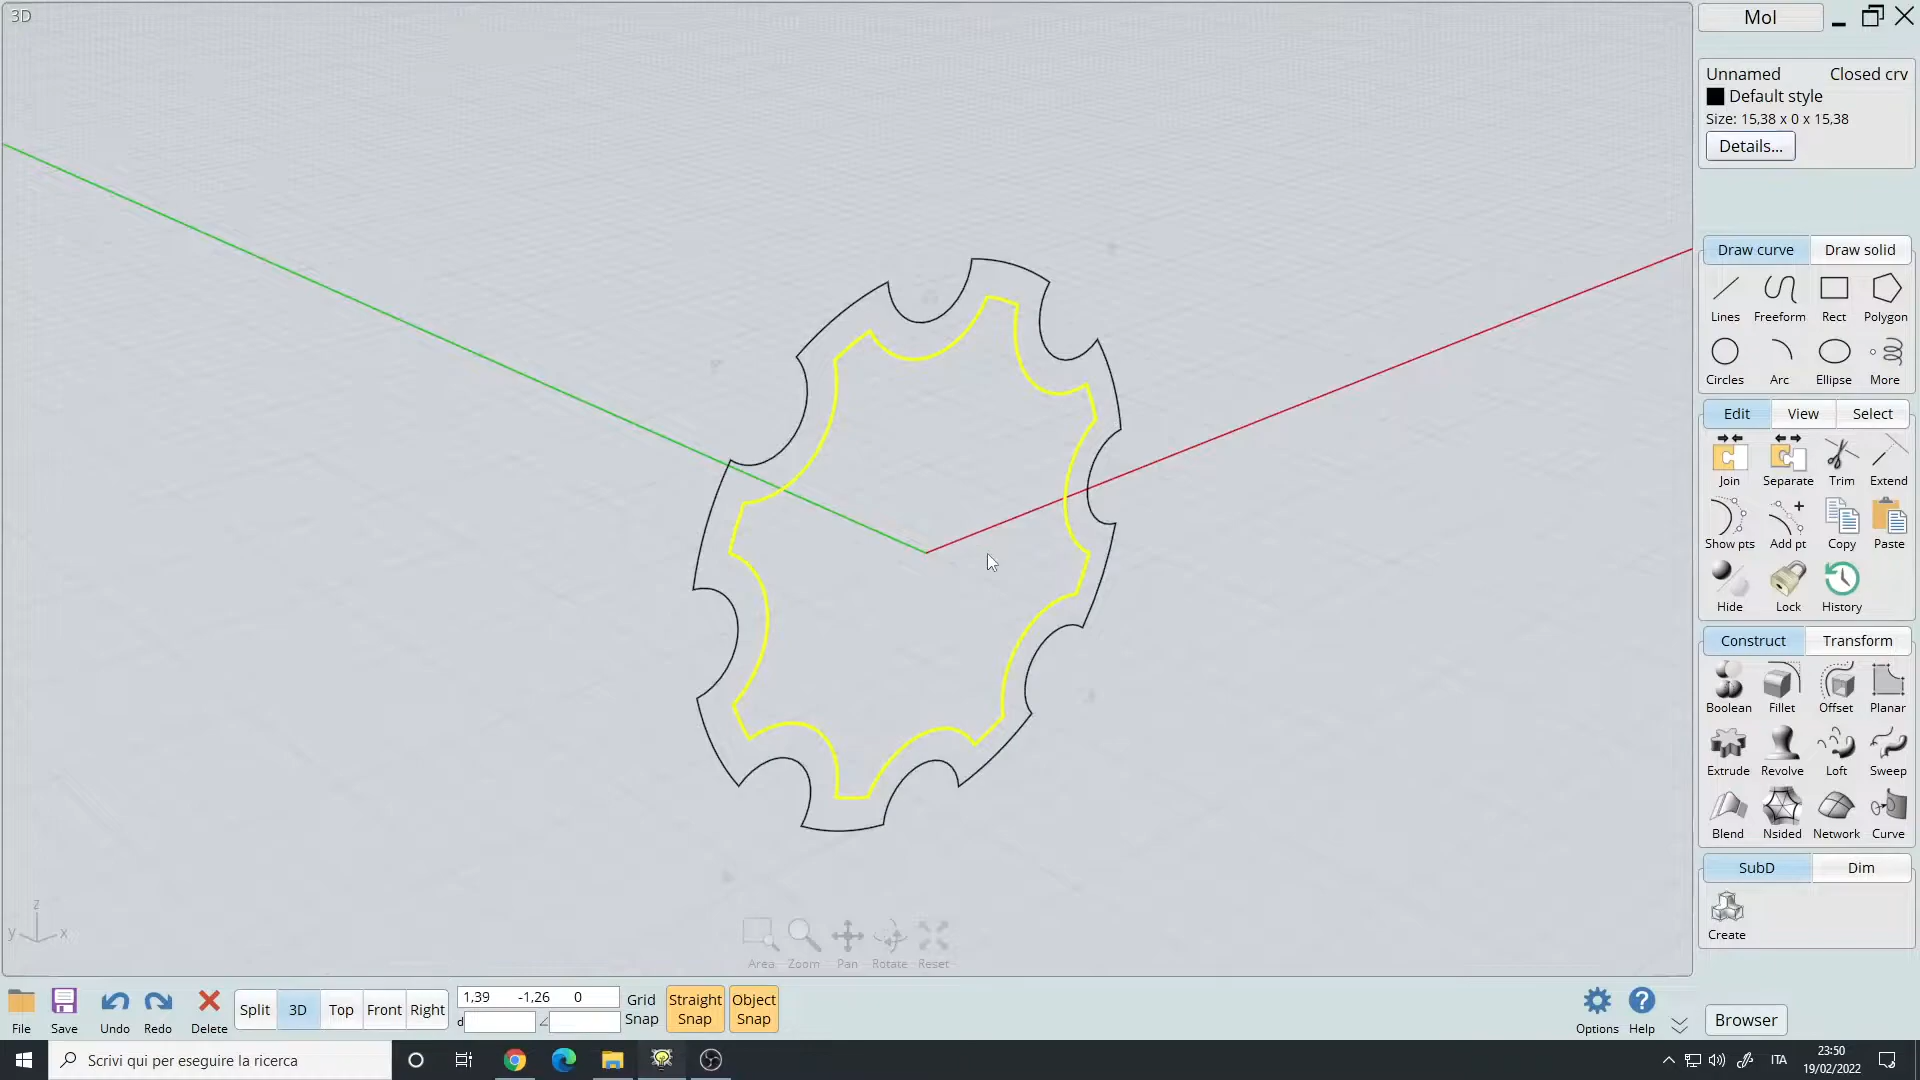 3D
MoI
Unnamed Closed crv
Default style
Size: 15,38 x 0 x 15,38
Details...
Draw curve Draw solid
Lines Freeform Rect Polygon
Circles Arc Ellipse More
Edit View Select
Join Separate Trim Extend
Show pts Add pt Copy Paste
Hide Lock History
Construct Transform
Boolean Fillet Offset Planar
Extrude Revolve Loft Sweep
Blend Nsided Network Curve
SubD Dim
Create
z
y x
Area Zoom Pan Rotate Reset
File Save Undo Redo Delete
Split 3D Top Front Right
1,39 -1,26 0
d ∠
Grid Snap
Straight Snap
Object Snap
Options Help
Browser
Scrivi qui per eseguire la ricerca
ITA
23:50
19/02/2022